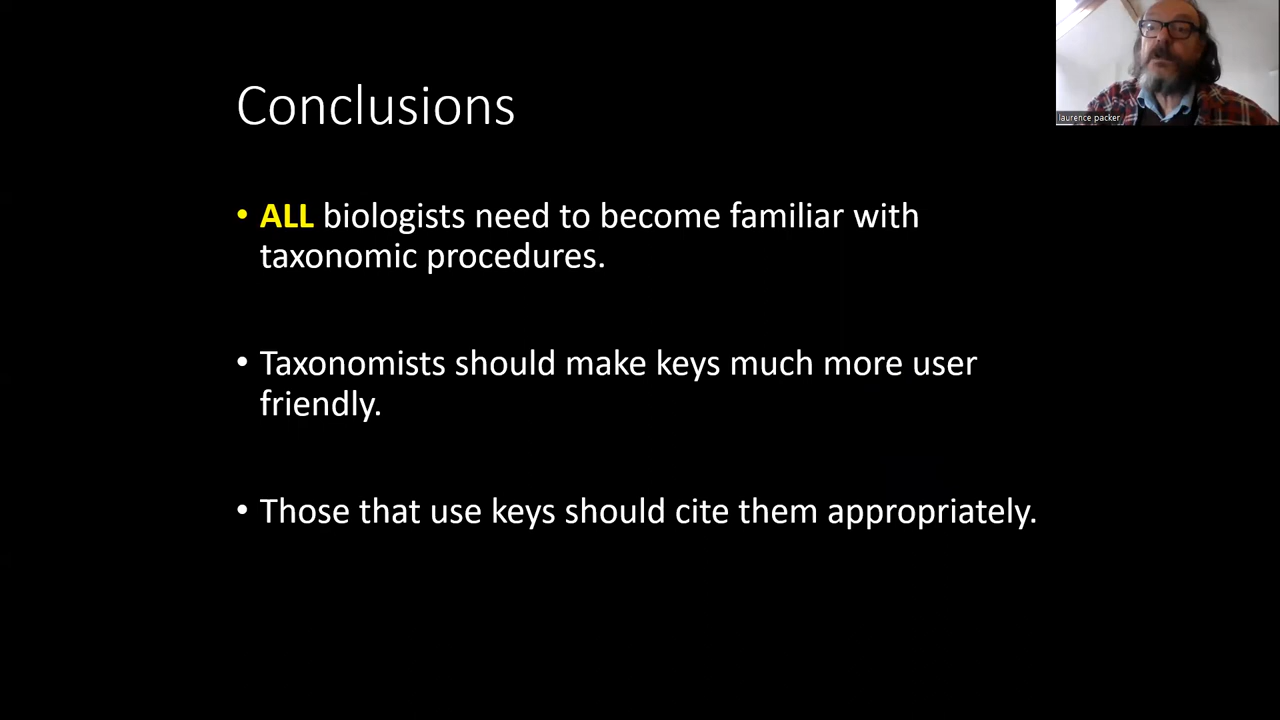 Conclusions
• ALL biologists need to become familiar with
taxonomic procedures.
• Taxonomists should make keys much more user
friendly.
• Those that use keys should cite them appropriately.
laurence packer